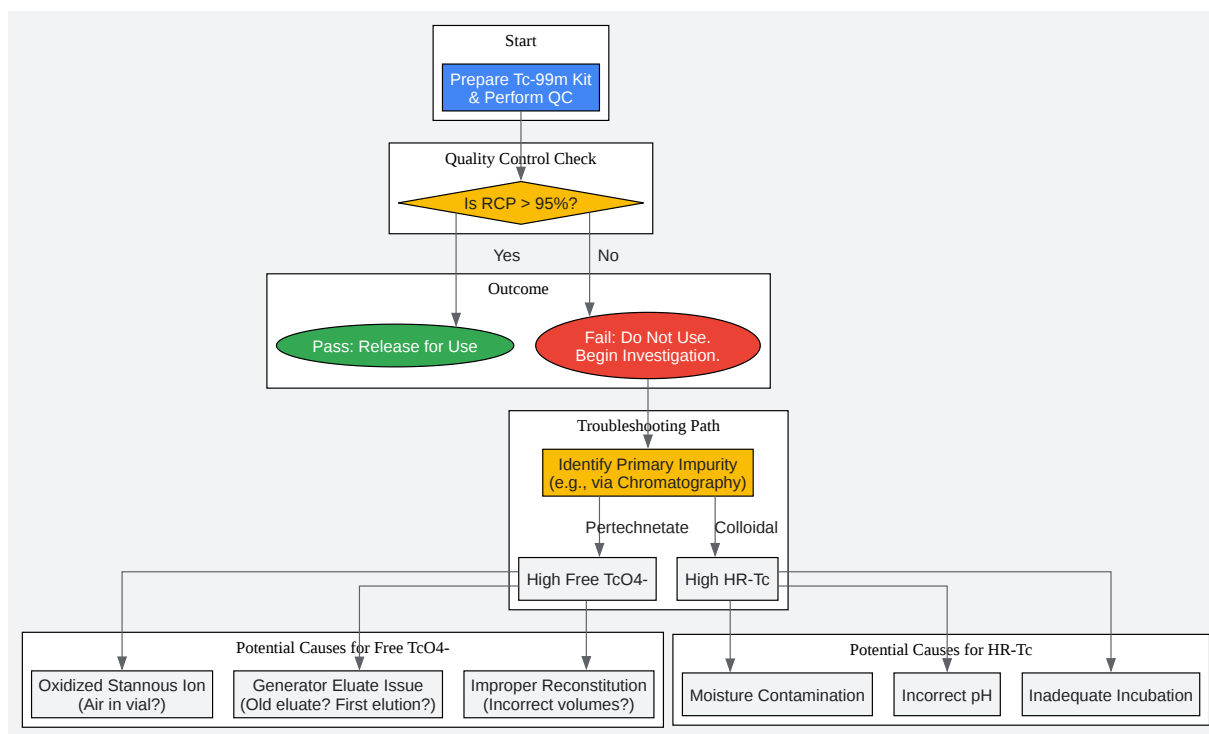 Start
Prepare Tc-99m Kit
& Perform QC
Quality Control Check
Is RCP > 95%?
Yes
No
Outcome
Pass: Release for Use
Fail: Do Not Use.
Begin Investigation.
Troubleshooting Path
Identify Primary Impurity
(e.g., via Chromatography)
Pertechnetate
Colloidal
High Free TcO4-
High HR-Tc
Potential Causes for Free TcO4-
Oxidized Stannous Ion
(Air in vial?)
Generator Eluate Issue
(Old eluate? First elution?)
Improper Reconstitution
(Incorrect volumes?)
Potential Causes for HR-Tc
Moisture Contamination
Incorrect pH
Inadequate Incubation